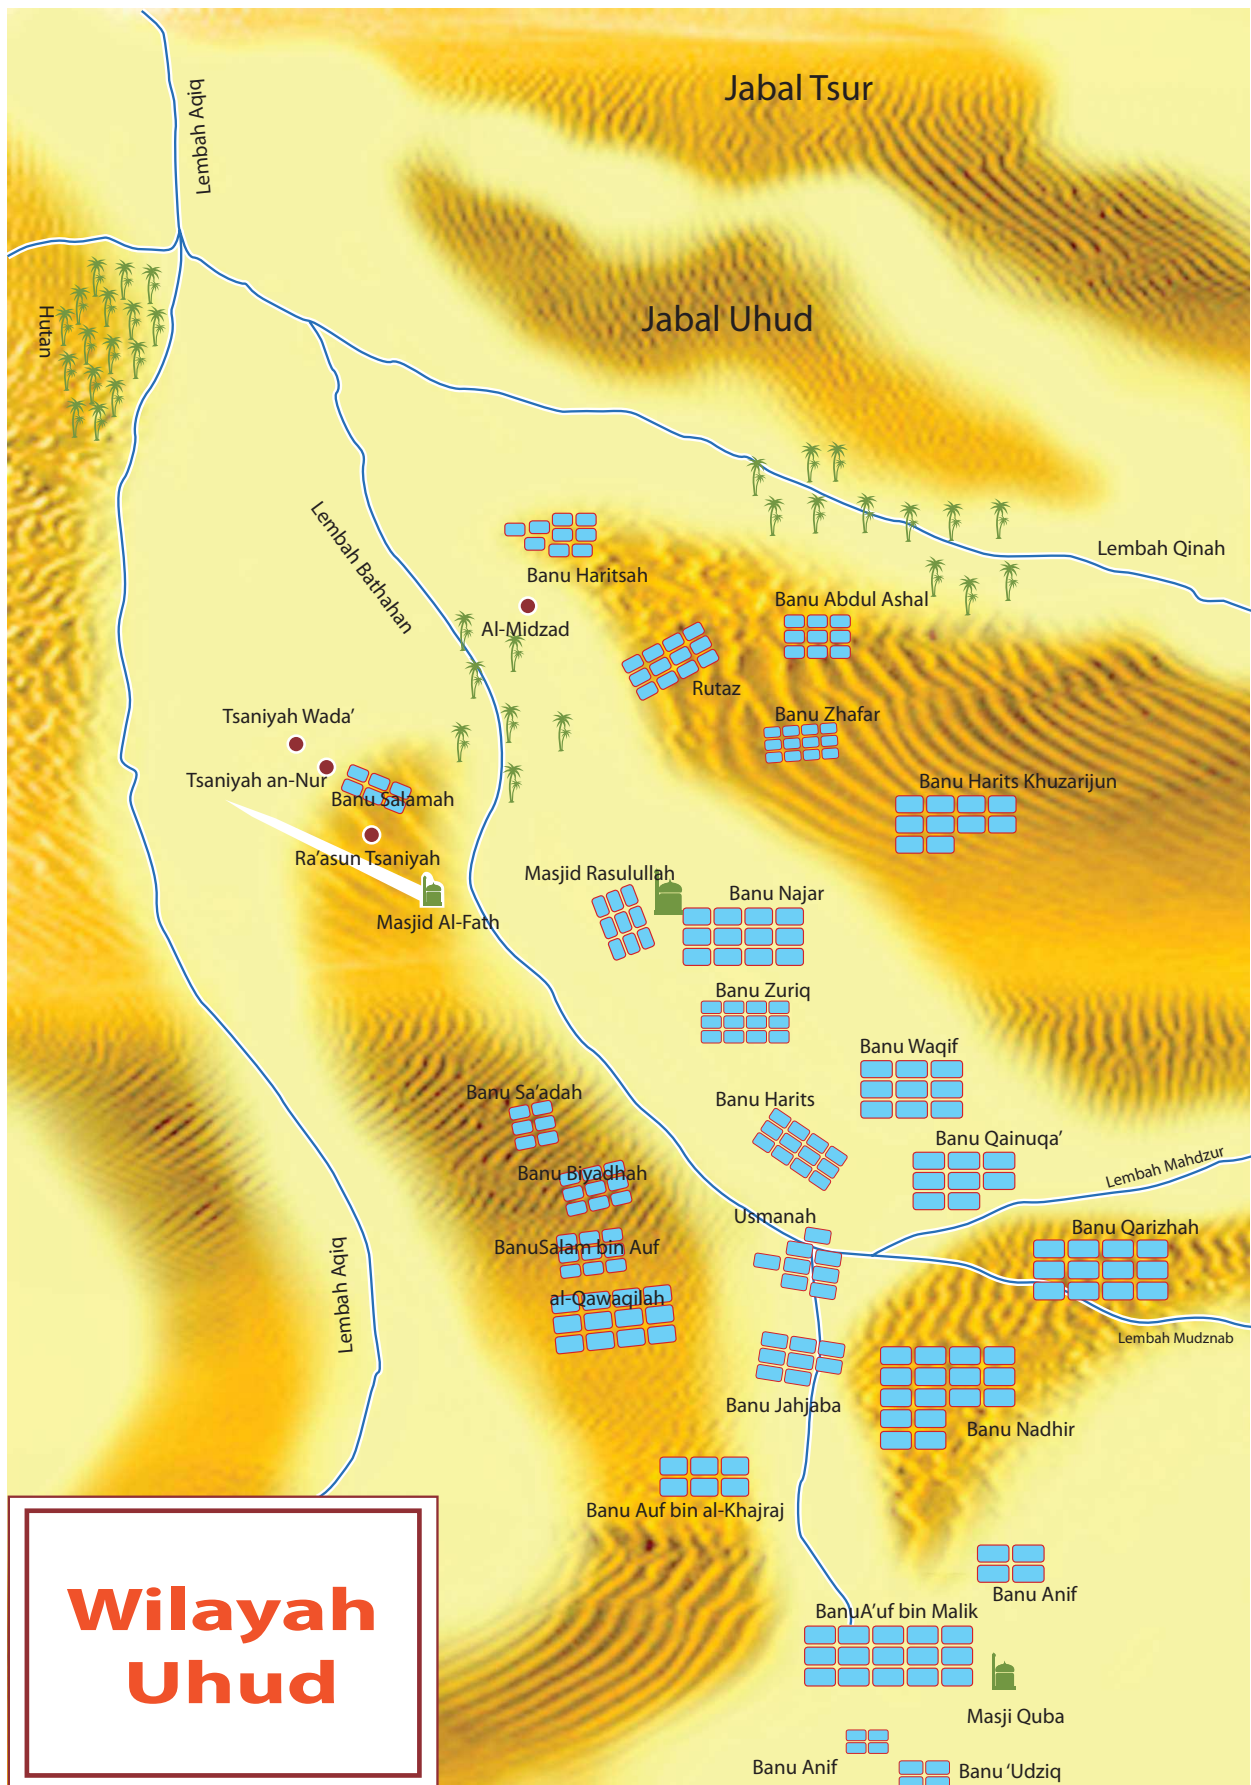 Jabal Tsur
Lembah Aqiq
Jabal Uhud
Hutan
Lembah Bathahan
Lembah Qinah
Banu Haritsah
Banu Abdul Ashal
Al-Midzad
Rutaz
Tsaniyah Wada’
Banu Zhafar
Tsaniyah an-Nur
Banu Salamah
Banu Harits Khuzarijun
Ra’asun Tsaniyah
Masjid Rasulullah
Banu Najar
Masjid Al-Fath
Banu Zuriq
Banu Waqif
Banu Sa’adah
Banu Harits
Banu Qainuqa’
Banu Biyadhah
Lembah Mahdzur
Usmanah
Banu Qarizhah
BanuSalam bin Auf
Lembah Aqiq
al-Qawaqilah
Lembah Mudznab
Banu Jahjaba
Banu Nadhir
Banu Auf bin al-Khajraj
Banu Anif
BanuA’uf bin Malik
Wilayah
Uhud
Masji Quba
Banu Anif
Banu ‘Udziq